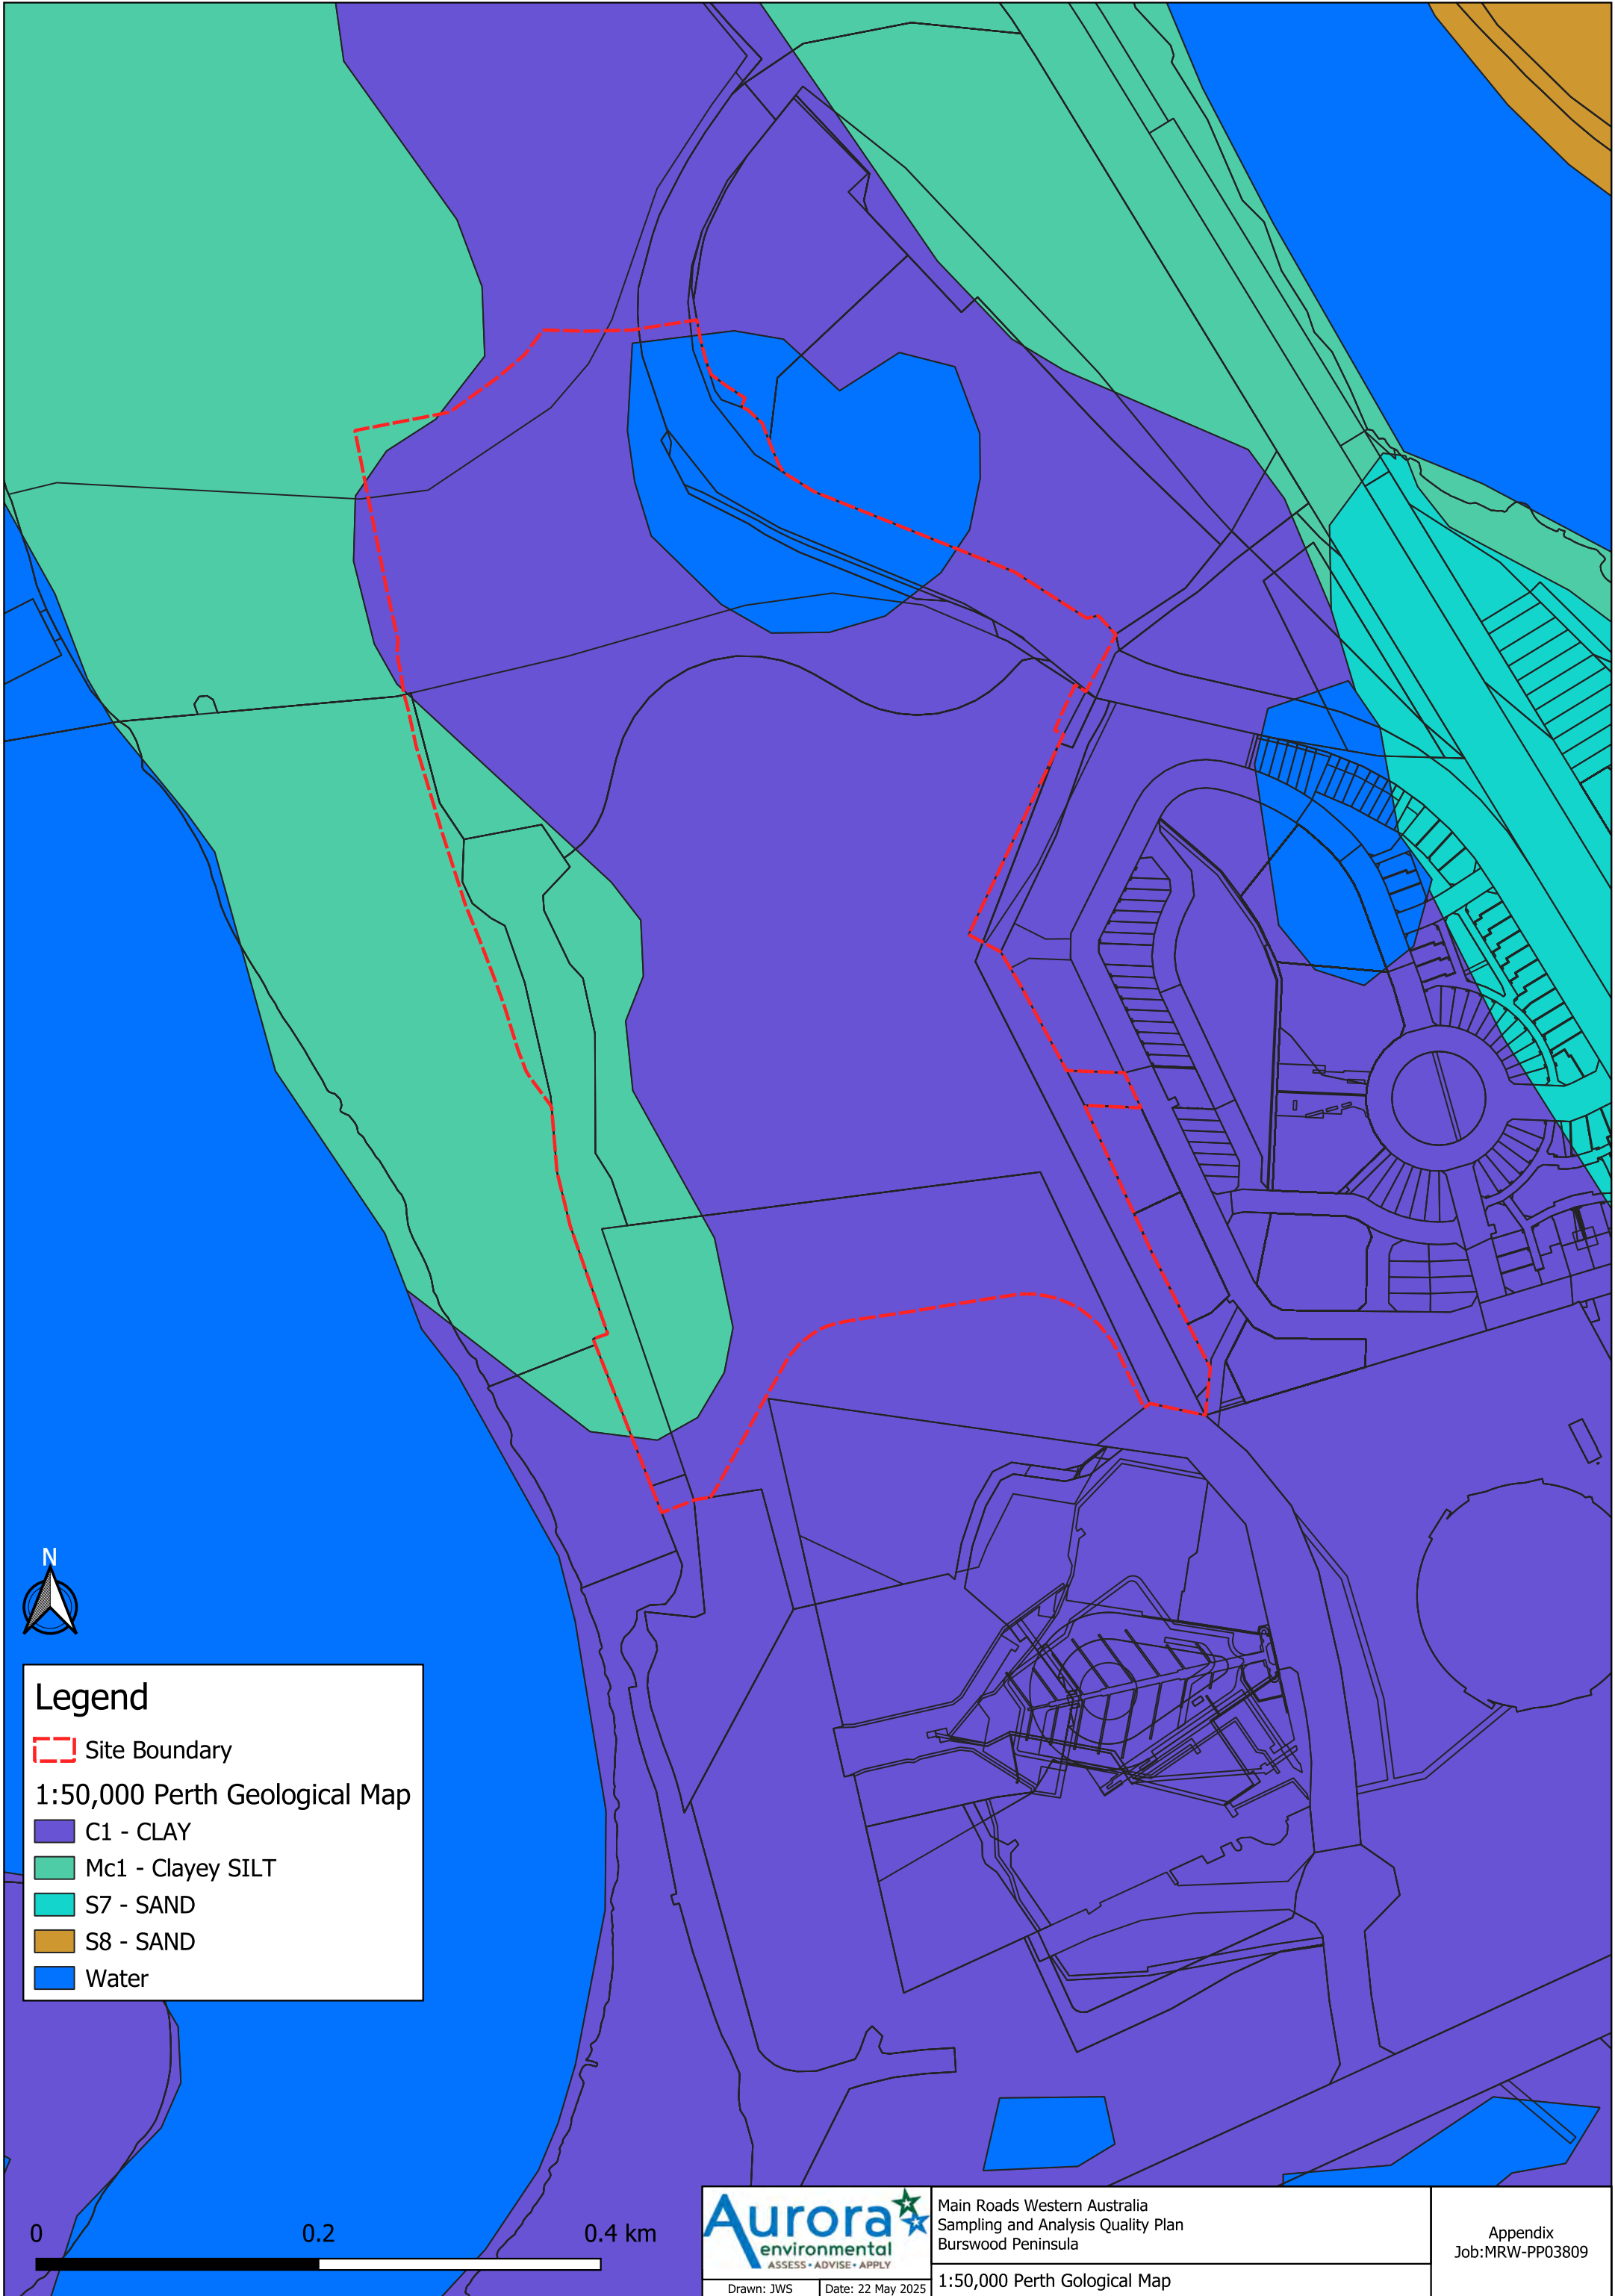 N
Legend
Site Boundary
1:50,000 Perth Geological Map
C1 - CLAY
Mc1 - Clayey SILT
S7 - SAND
S8 - SAND
Water
0 0.2 0.4 km
Aurora
environmental
ASSESS • ADVISE • APPLY
Drawn: JWS
Date: 22 May 2025
Main Roads Western Australia
Sampling and Analysis Quality Plan
Burswood Peninsula
1:50,000 Perth Gological Map
Appendix
Job:MRW-PP03809